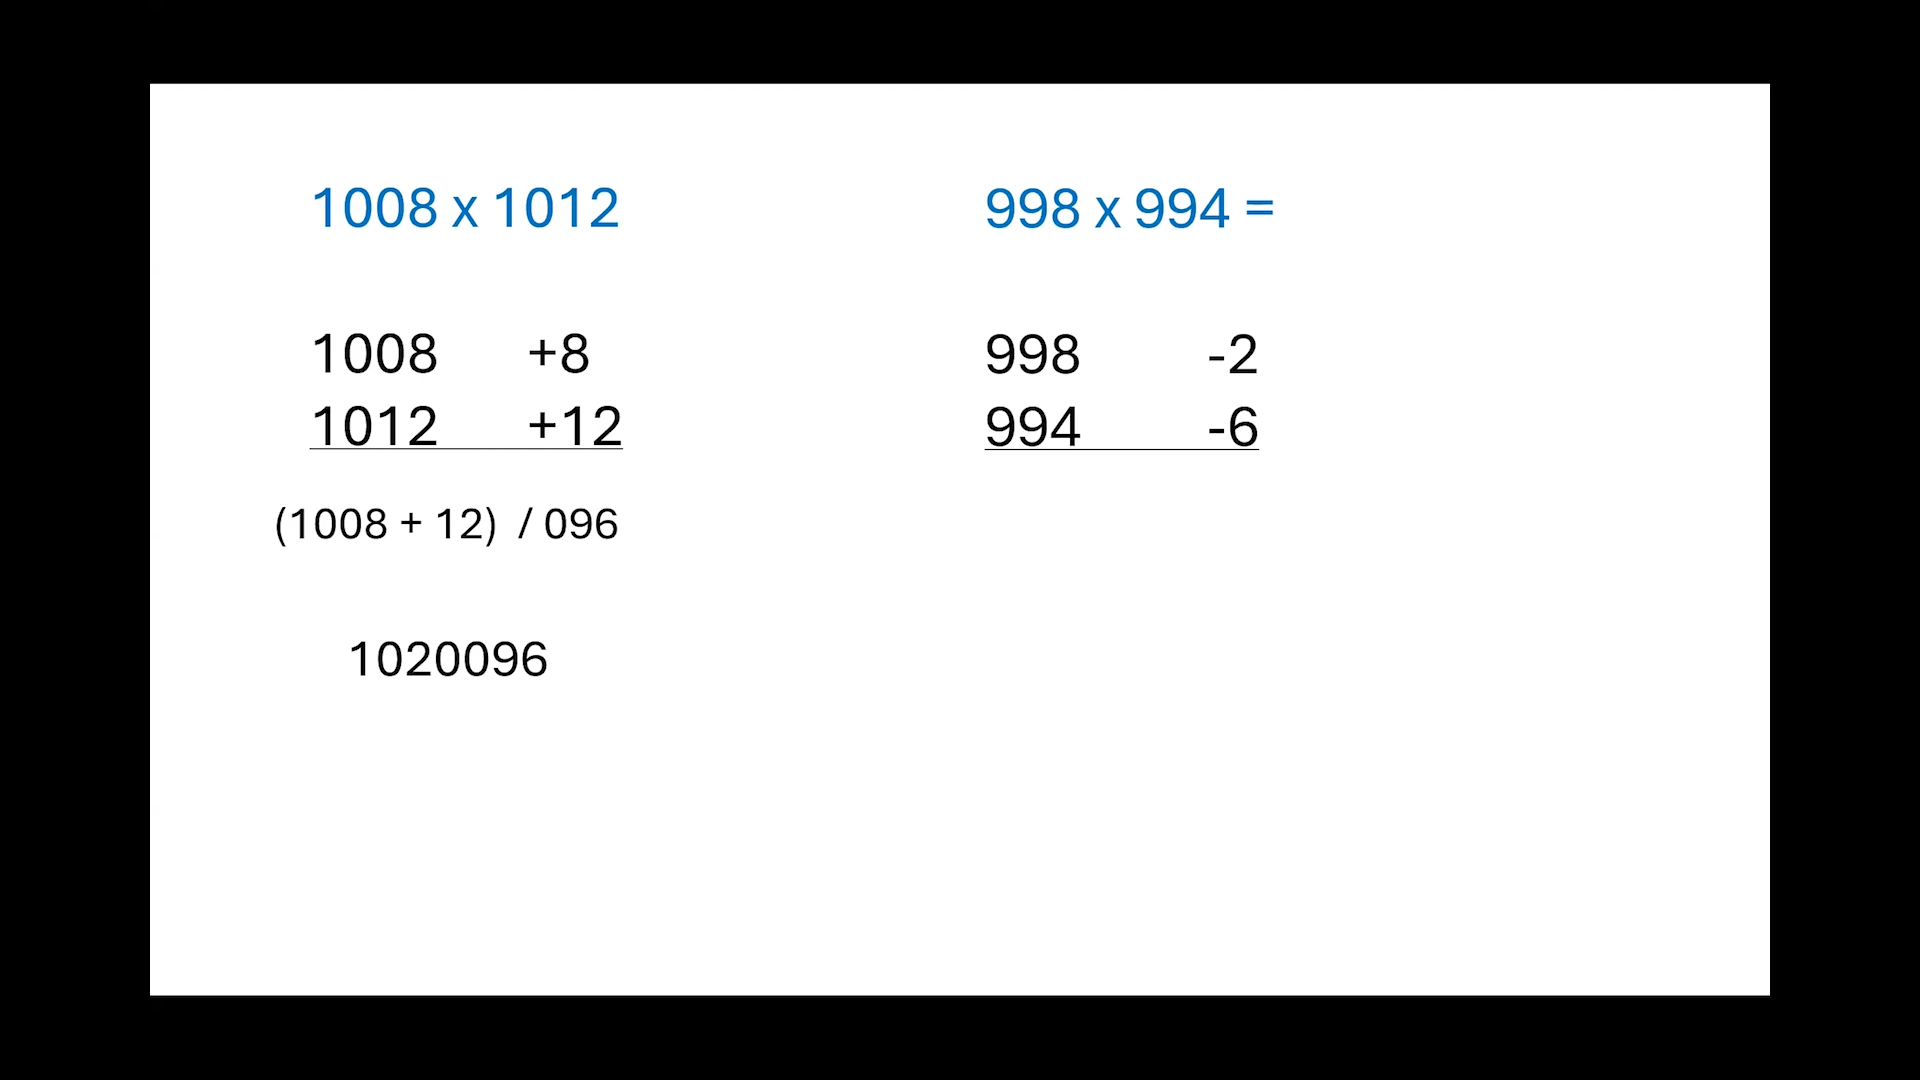 1008 x 1012
1008 +8
1012 +12
(1008 + 12) / 096
1020096
998 x 994 =
998 -2
994 -6